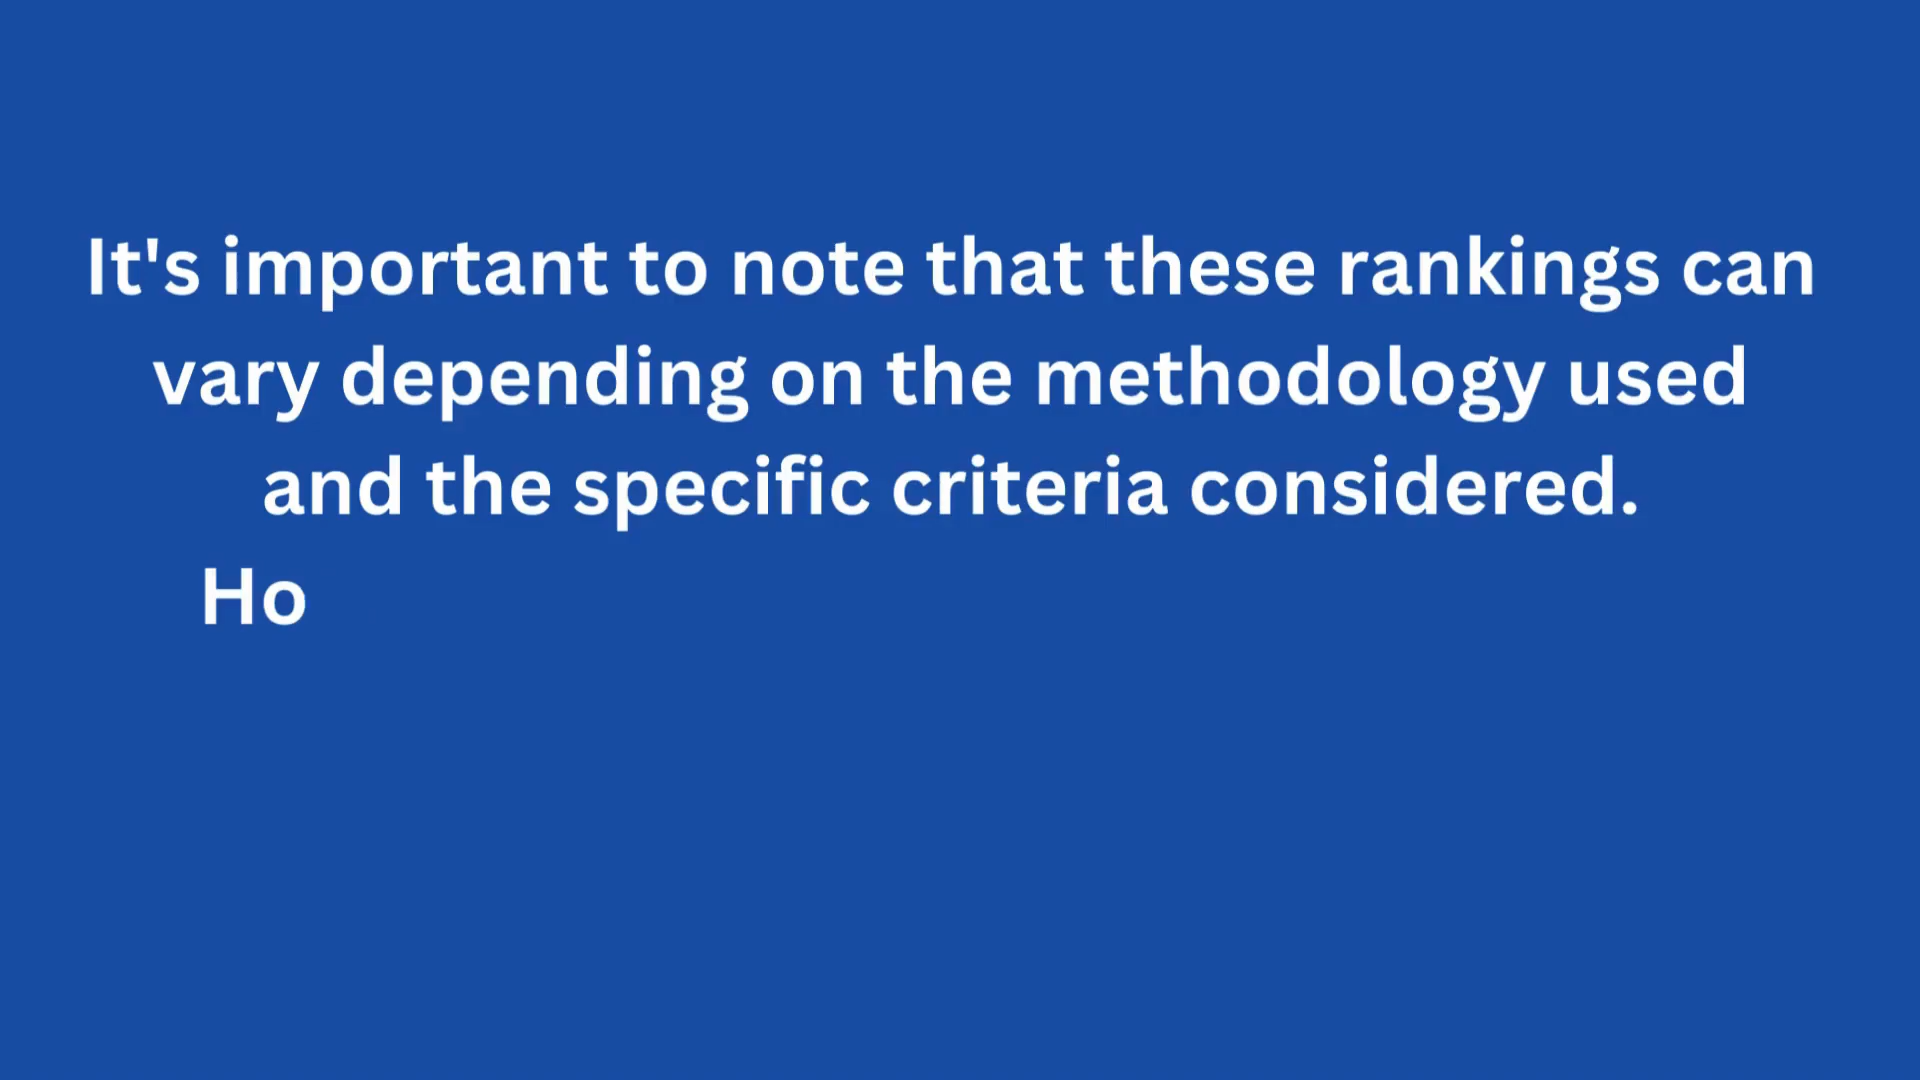 It's important to note that these rankings can
vary depending on the methodology used
and the specific criteria considered.
Ho